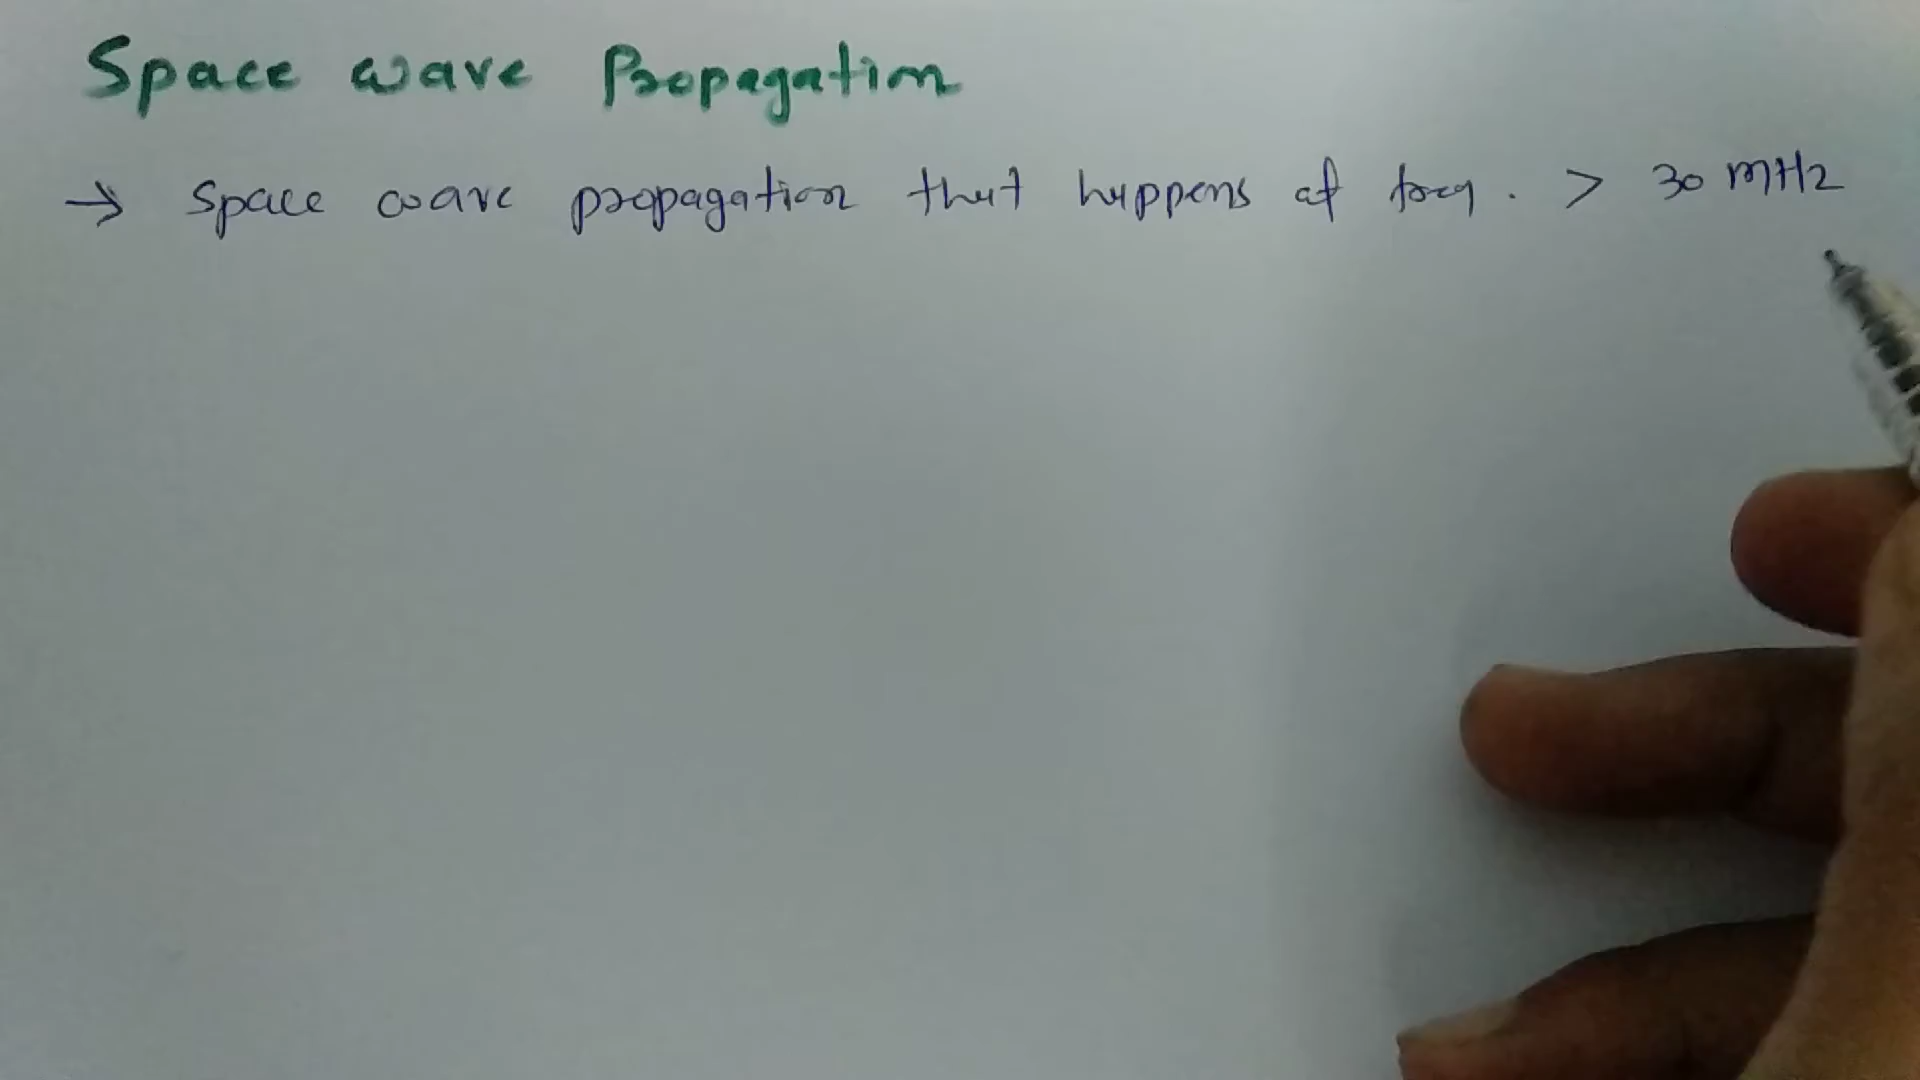 Space wave Propagation
→ Space wave propagation that happens at freq. > 30 MHz